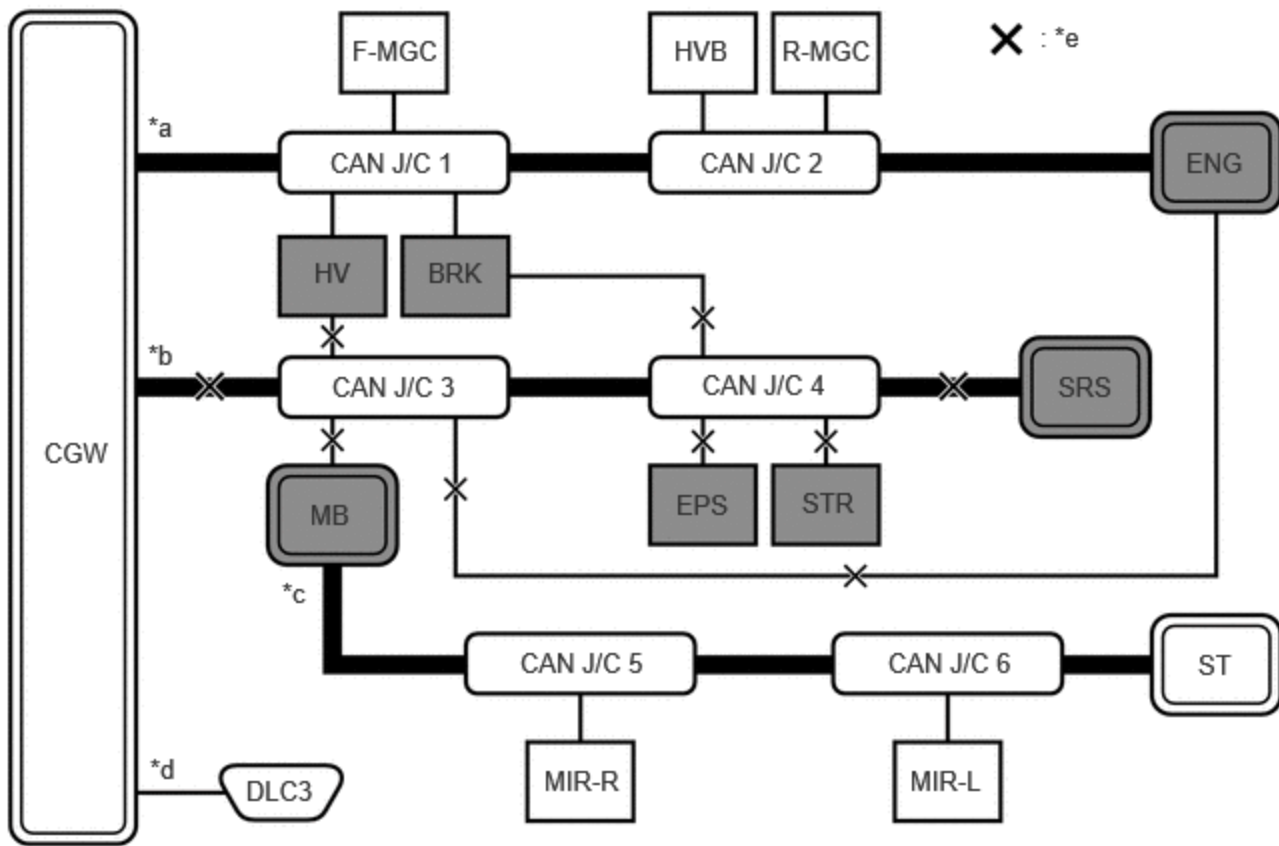 F-MGC
HVB
R-MGC
: *e
*a
CAN J/C 1
CAN J/C 2
ENG
HV
BRK
*b
CAN J/C 3
CAN J/C 4
SRS
CGW
MB
EPS
STR
*c
CAN J/C 5
CAN J/C 6
ST
*d
DLC3
MIR-R
MIR-L